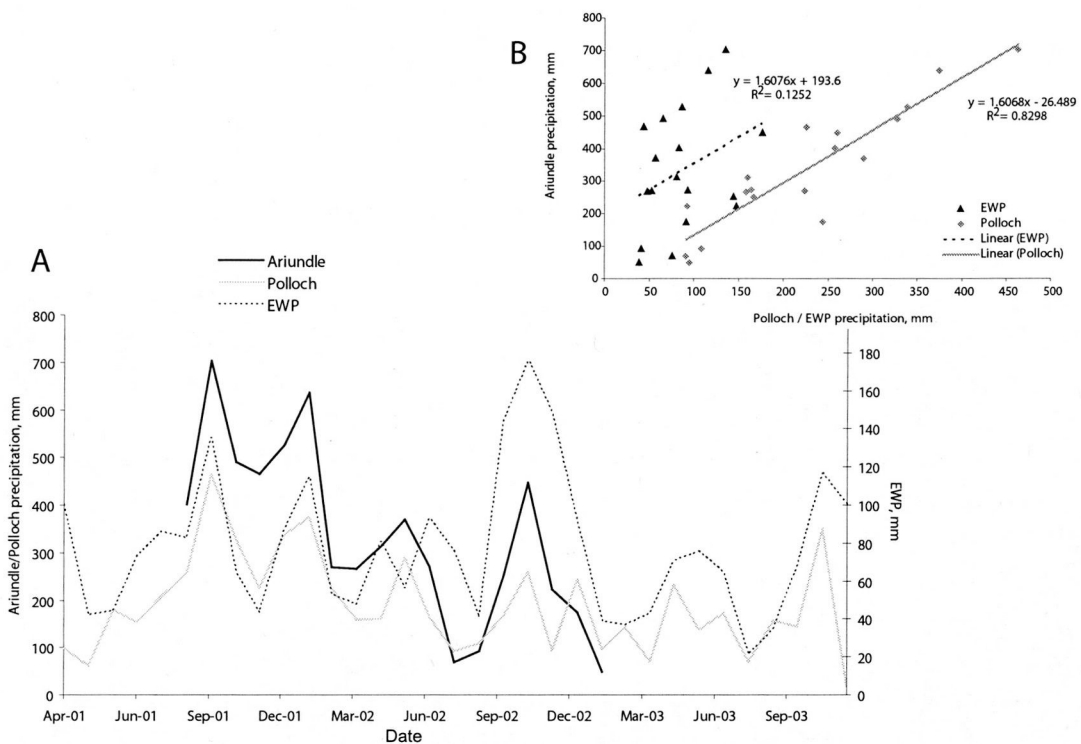 B
Ariundle precipitation, mm
800
700
600
500
400
300
200
100
0
y = 1.6076x + 193.6
R2= 0.1252
y = 1.6068x - 26.489
R2= 0.8298
EWP
Polloch
Linear (EWP)
Linear (Polloch)
0 50 100 150 200 250 300 350 400 450 500
Polloch / EWP precipitation, mm
A
Ariundle
Polloch
EWP
Ariundle/Polloch precipitation, mm
800
700
600
500
400
300
200
100
0
180
160
140
120
100
80
60
40
20
0
EWP, mm
Apr-01 Jun-01 Sep-01 Dec-01 Mar-02 Jun-02 Sep-02 Dec-02 Mar-03 Jun-03 Sep-03
Date